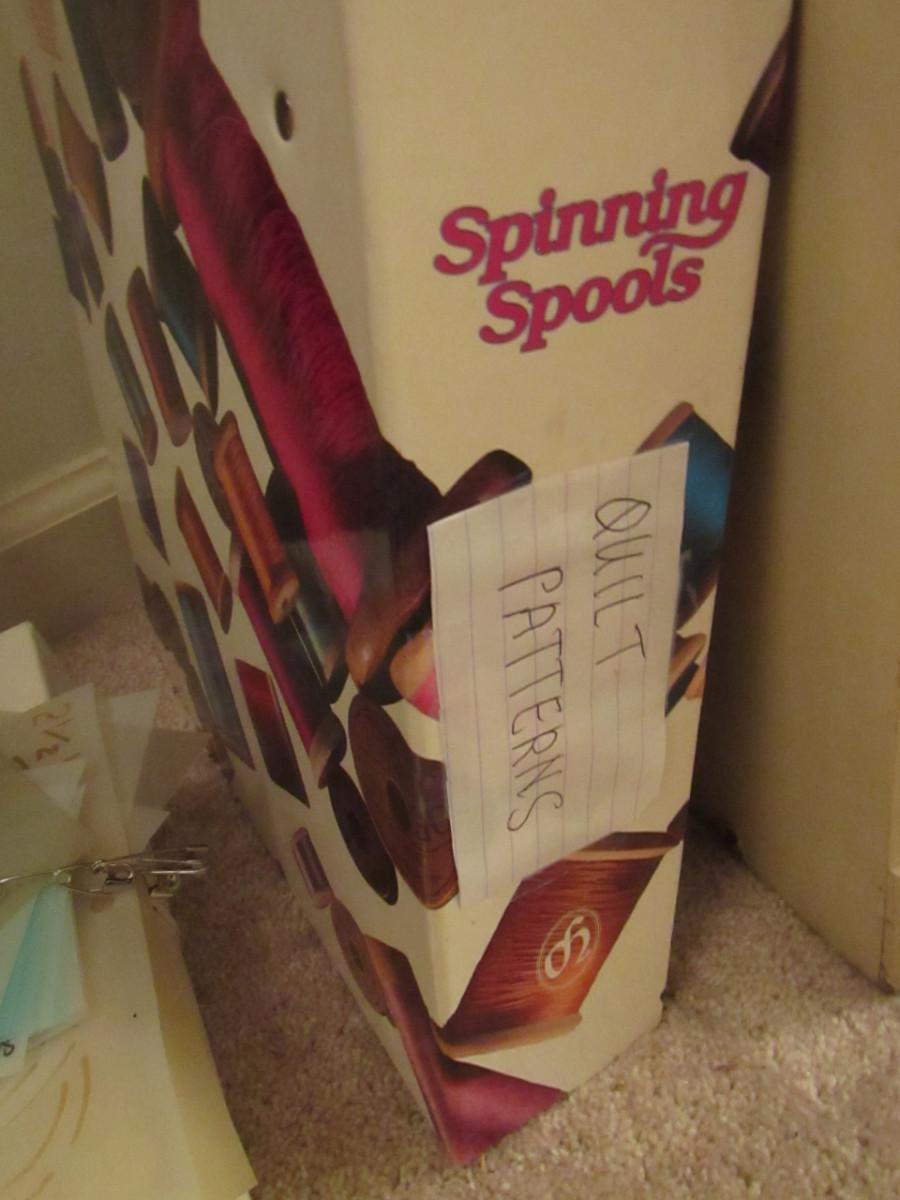 Spinning
Spools
QUILT
PATTERNS